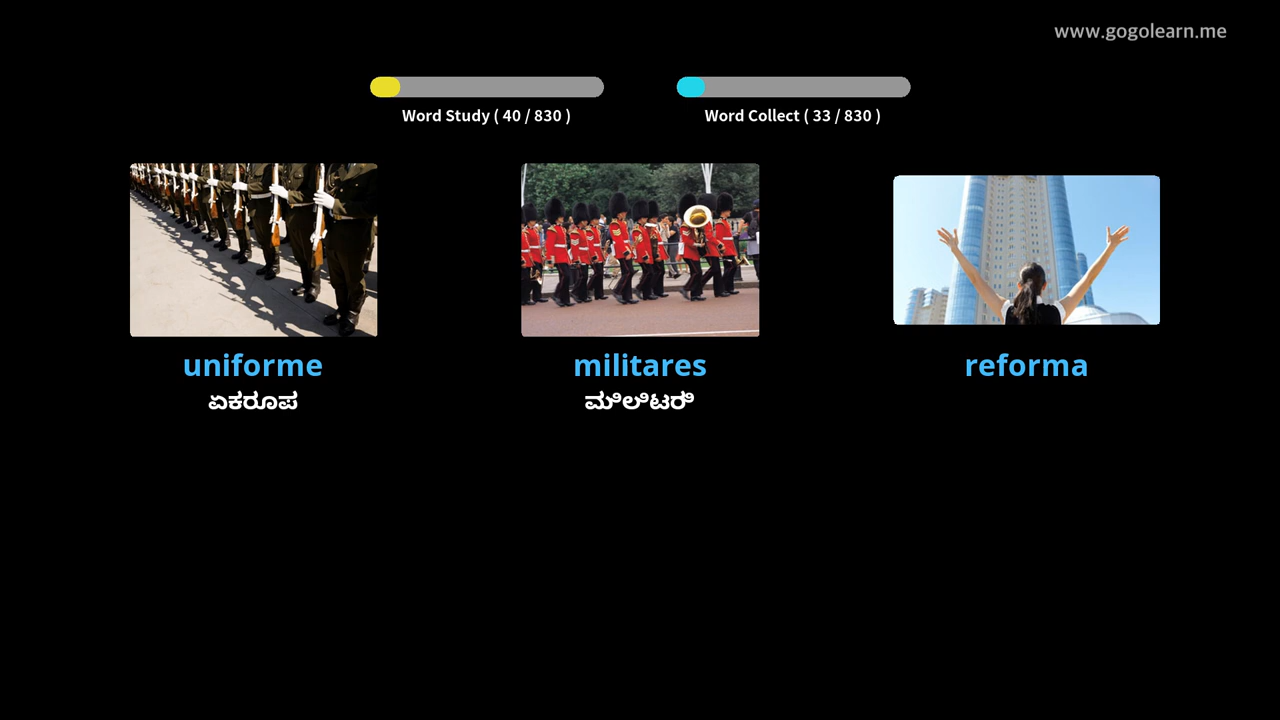 www.gogolearn.me
Word Study ( 40 / 830 )
Word Collect ( 33 / 830 )
uniforme
militares
reforma
ಏಕರೂಪ
ಮಿಲಿಟರಿ